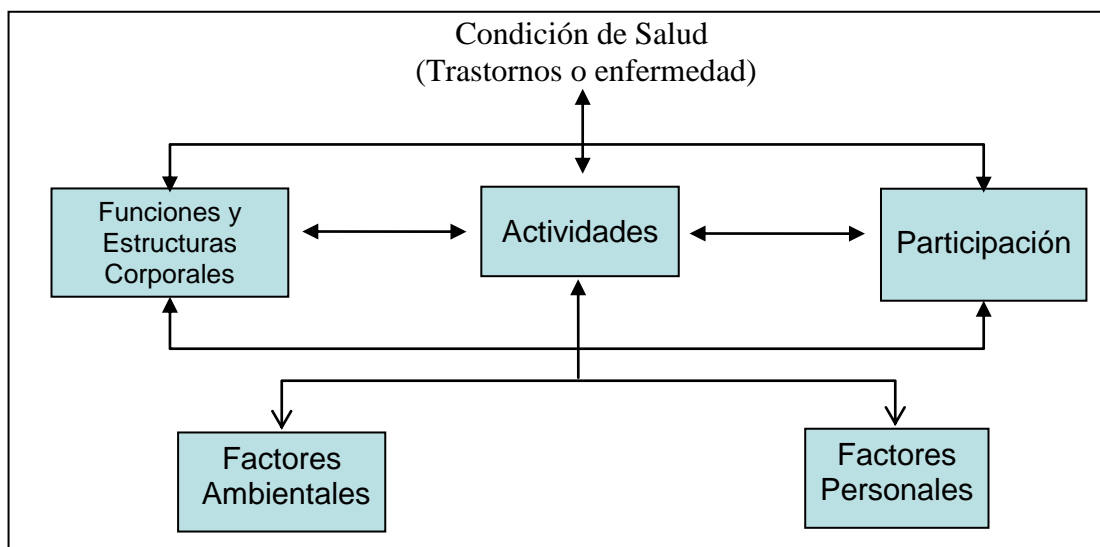 Condición de Salud
(Trastornos o enfermedad)
Funciones y
Estructuras
Corporales
Actividades
Participación
Factores
Ambientales
Factores
Personales